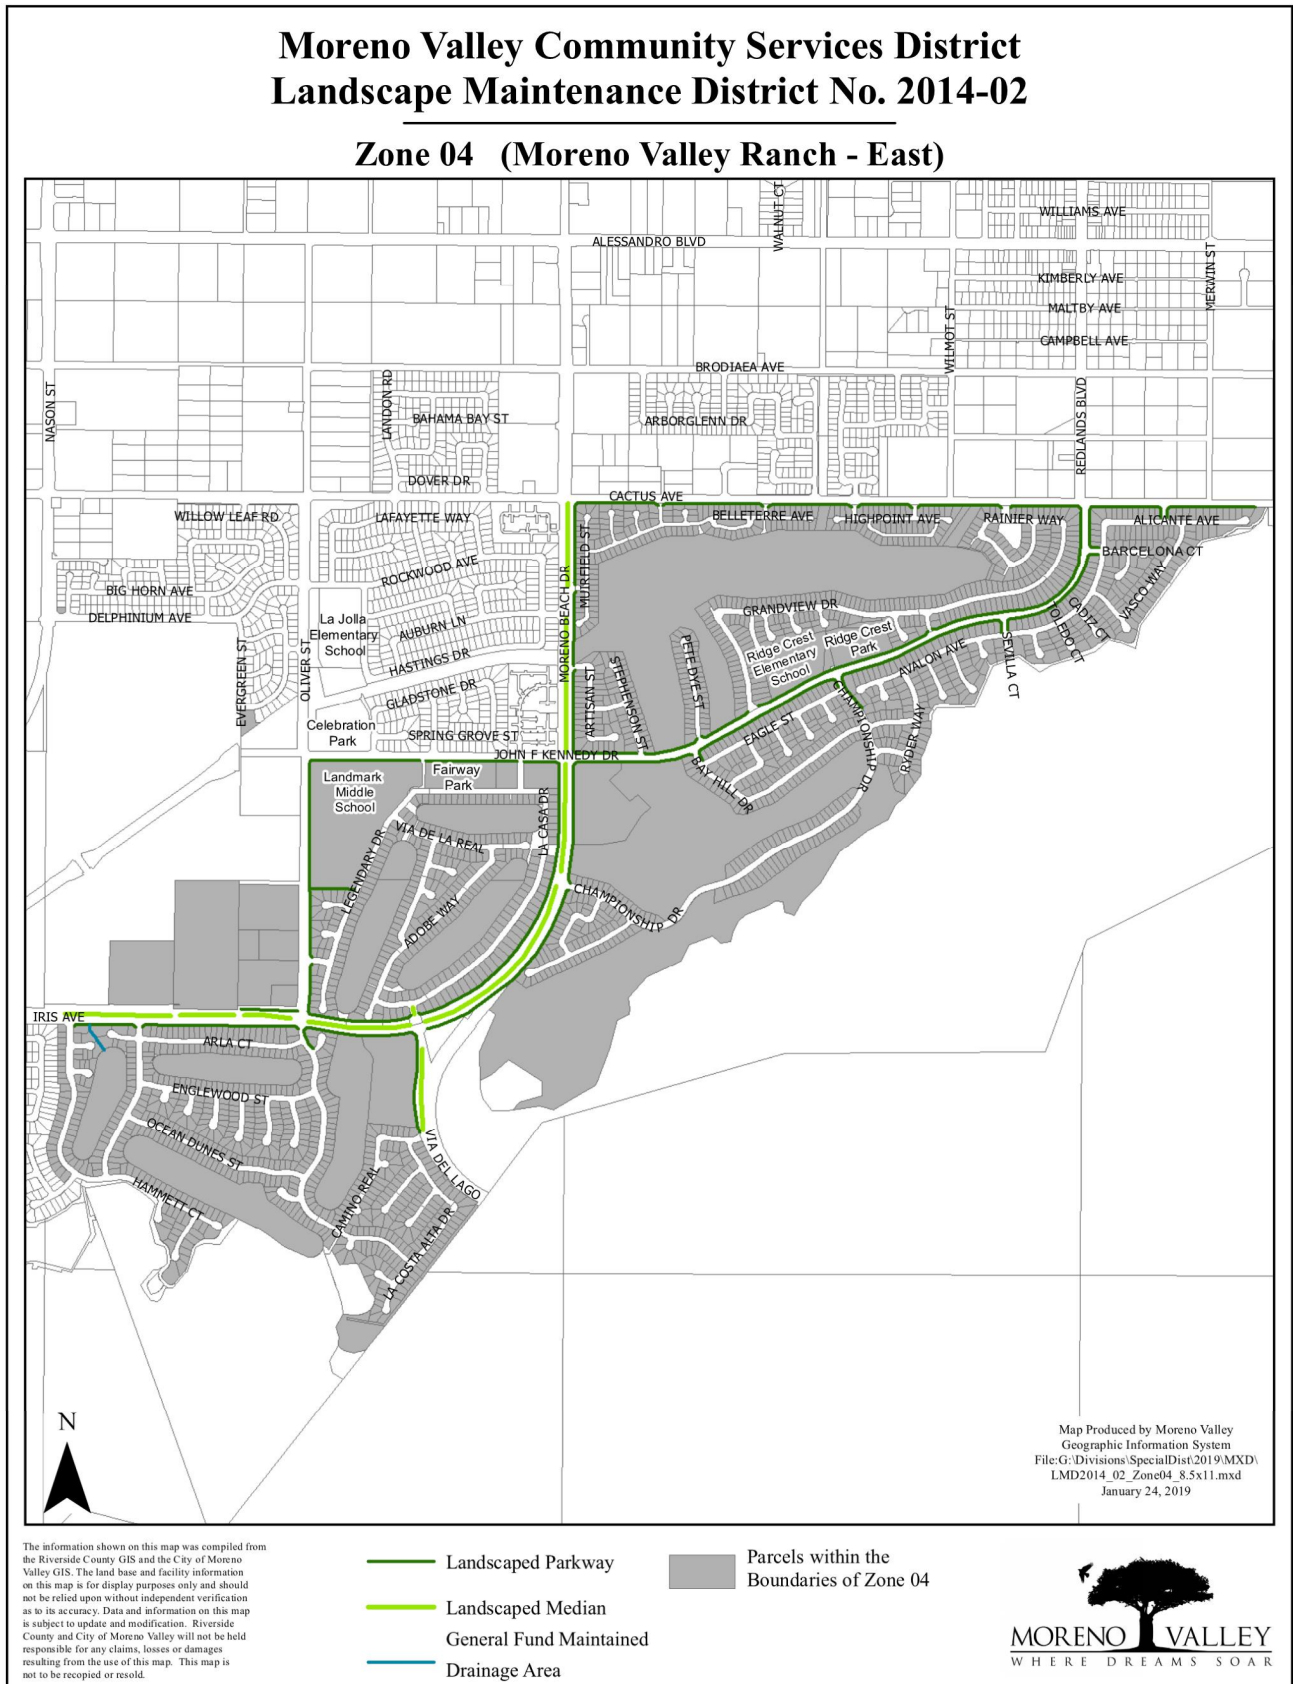 Moreno Valley Community Services District
Landscape Maintenance District No. 2014-02
Zone 04 (Moreno Valley Ranch - East)
WALNUT CT
WILLIAMS AVE
ALESSANDRO BLVD
MERWIN ST
KIMBERLY AVE
MALTBY AVE
WILMOT ST
CAMPBELL AVE
BRODIAEA AVE
NASON ST
LANDON RD
BAHAMA BAY ST
ARBORGLENN DR
REDLANDS BLVD
DOVER DR
CACTUS AVE
WILLOW LEAF RD
LAFAYETTE WAY
BELLETERRE AVE
HIGHPOINT AVE
RAINIER WAY
ALICANTE AVE
MUIRFIELD ST
BARCELONA CT
ROCKWOOD AVE
BIG HORN AVE
VASCO WAY
DELPHINIUM AVE
MORENO BEACH DR
GRANDVIEW DR
CADIZ CT
TOLEDO CT
La Jolla
Elementary
School
AUBURN LN
Ridge Crest
Elementary
School
Ridge Crest
Park
HASTINGS DR
EVERGREEN ST
OLIVER ST
PETE DYE ST
STEPHENSON ST
ARTISAN ST
AVALON AVE
SEVILLA CT
GLADSTONE DR
CHAMPIONSHIP DR
Celebration
Park
SPRING GROVE ST
EAGLE ST
RYDER WAY
JOHN F KENNEDY DR
BAY HILL DR
Landmark
Middle
School
Fairway
Park
LA CASA DR
VIA DE LA REAL
LEGENDARY DR
ADOBE WAY
CHAMPIONSHIP DR
IRIS AVE
ARLA CT
ENGLEWOOD ST
OCEAN DUNES ST
HAMMETT CT
CAMINO REAL
VIA DEL LAGO
LA COSTA ALTA DR
N
Map Produced by Moreno Valley
Geographic Information System
File:G:\Divisions\SpecialDist\2019\MXD\
LMD2014_02_Zone04_8.5x11.mxd
January 24, 2019
The information shown on this map was compiled from
the Riverside County GIS and the City of Moreno
Valley GIS. The land base and facility information
on this map is for display purposes only and should
not be relied upon without independent verification
as to its accuracy. Data and information on this map
is subject to update and modification. Riverside
County and City of Moreno Valley will not be held
responsible for any claims, losses or damages
resulting from the use of this map. This map is
not to be recopied or resold.
Landscaped Parkway
Landscaped Median
General Fund Maintained
Drainage Area
Parcels within the
Boundaries of Zone 04
MORENO VALLEY
WHERE DREAMS SOAR